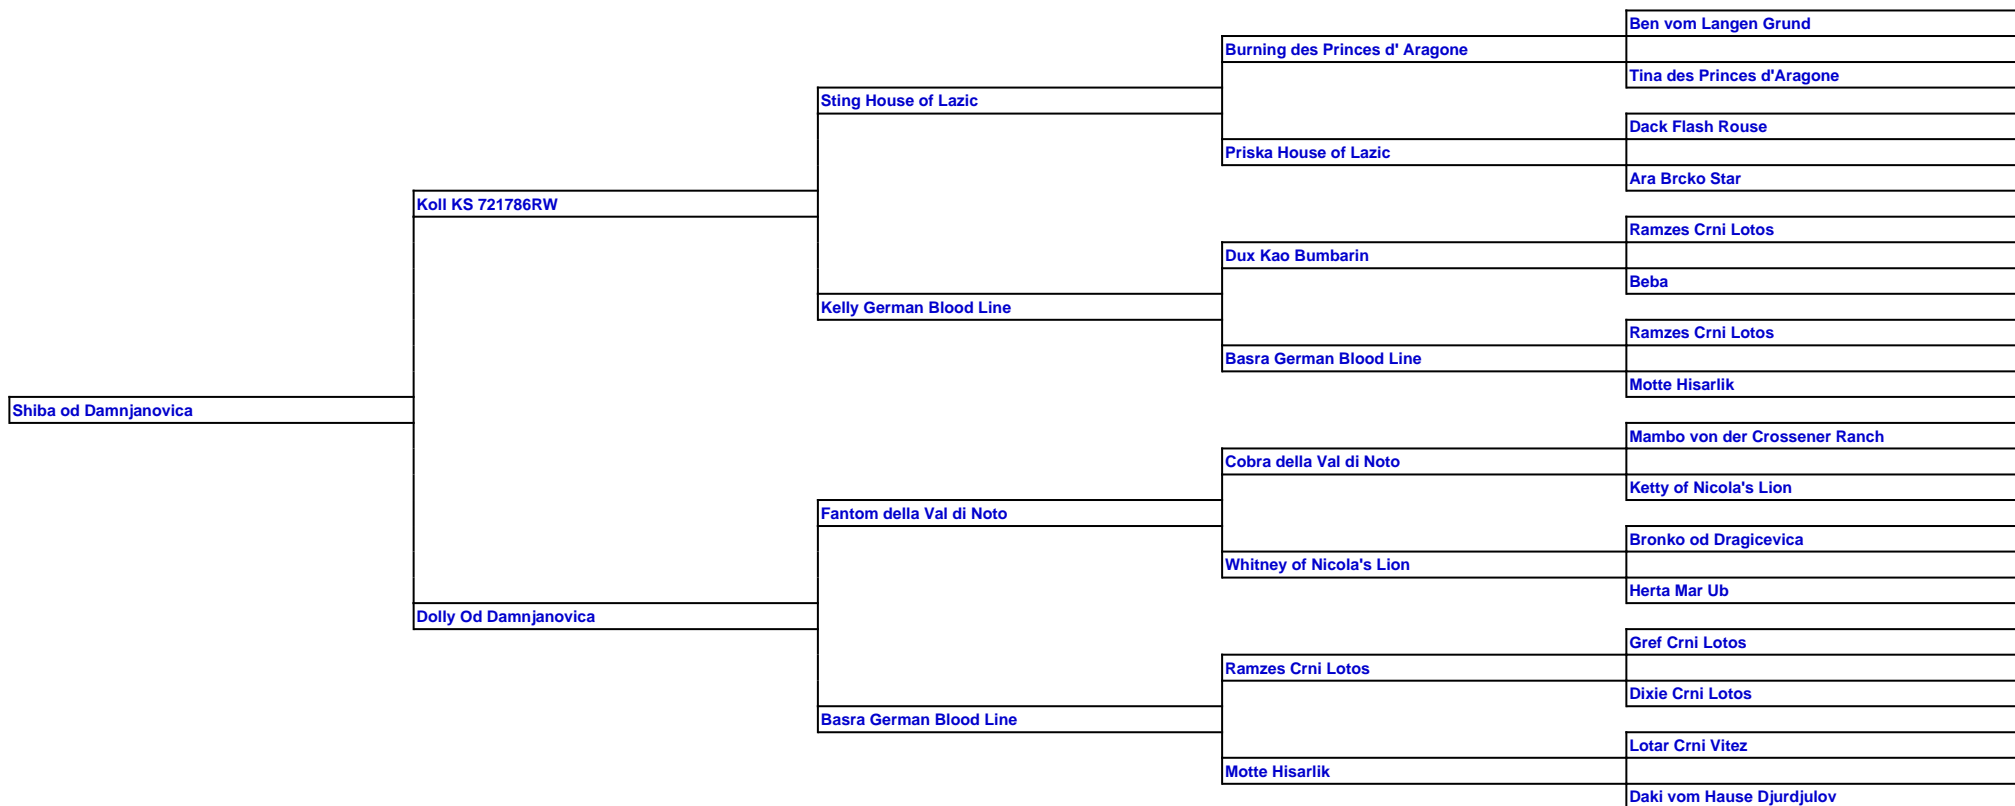 Ben vom Langen Grund
Burning des Princes d' Aragone
Tina des Princes d'Aragone
Sting House of Lazic
Dack Flash Rouse
Priska House of Lazic
Ara Brcko Star
Koll KS 721786RW
Ramzes Crni Lotos
Dux Kao Bumbarin
Beba
Kelly German Blood Line
Ramzes Crni Lotos
Basra German Blood Line
Motte Hisarlik
Shiba od Damnjanovica
Mambo von der Crossener Ranch
Cobra della Val di Noto
Ketty of Nicola's Lion
Fantom della Val di Noto
Bronko od Dragicevica
Whitney of Nicola's Lion
Herta Mar Ub
Dolly Od Damnjanovica
Gref Crni Lotos
Ramzes Crni Lotos
Dixie Crni Lotos
Basra German Blood Line
Lotar Crni Vitez
Motte Hisarlik
Daki vom Hause Djurdjulov